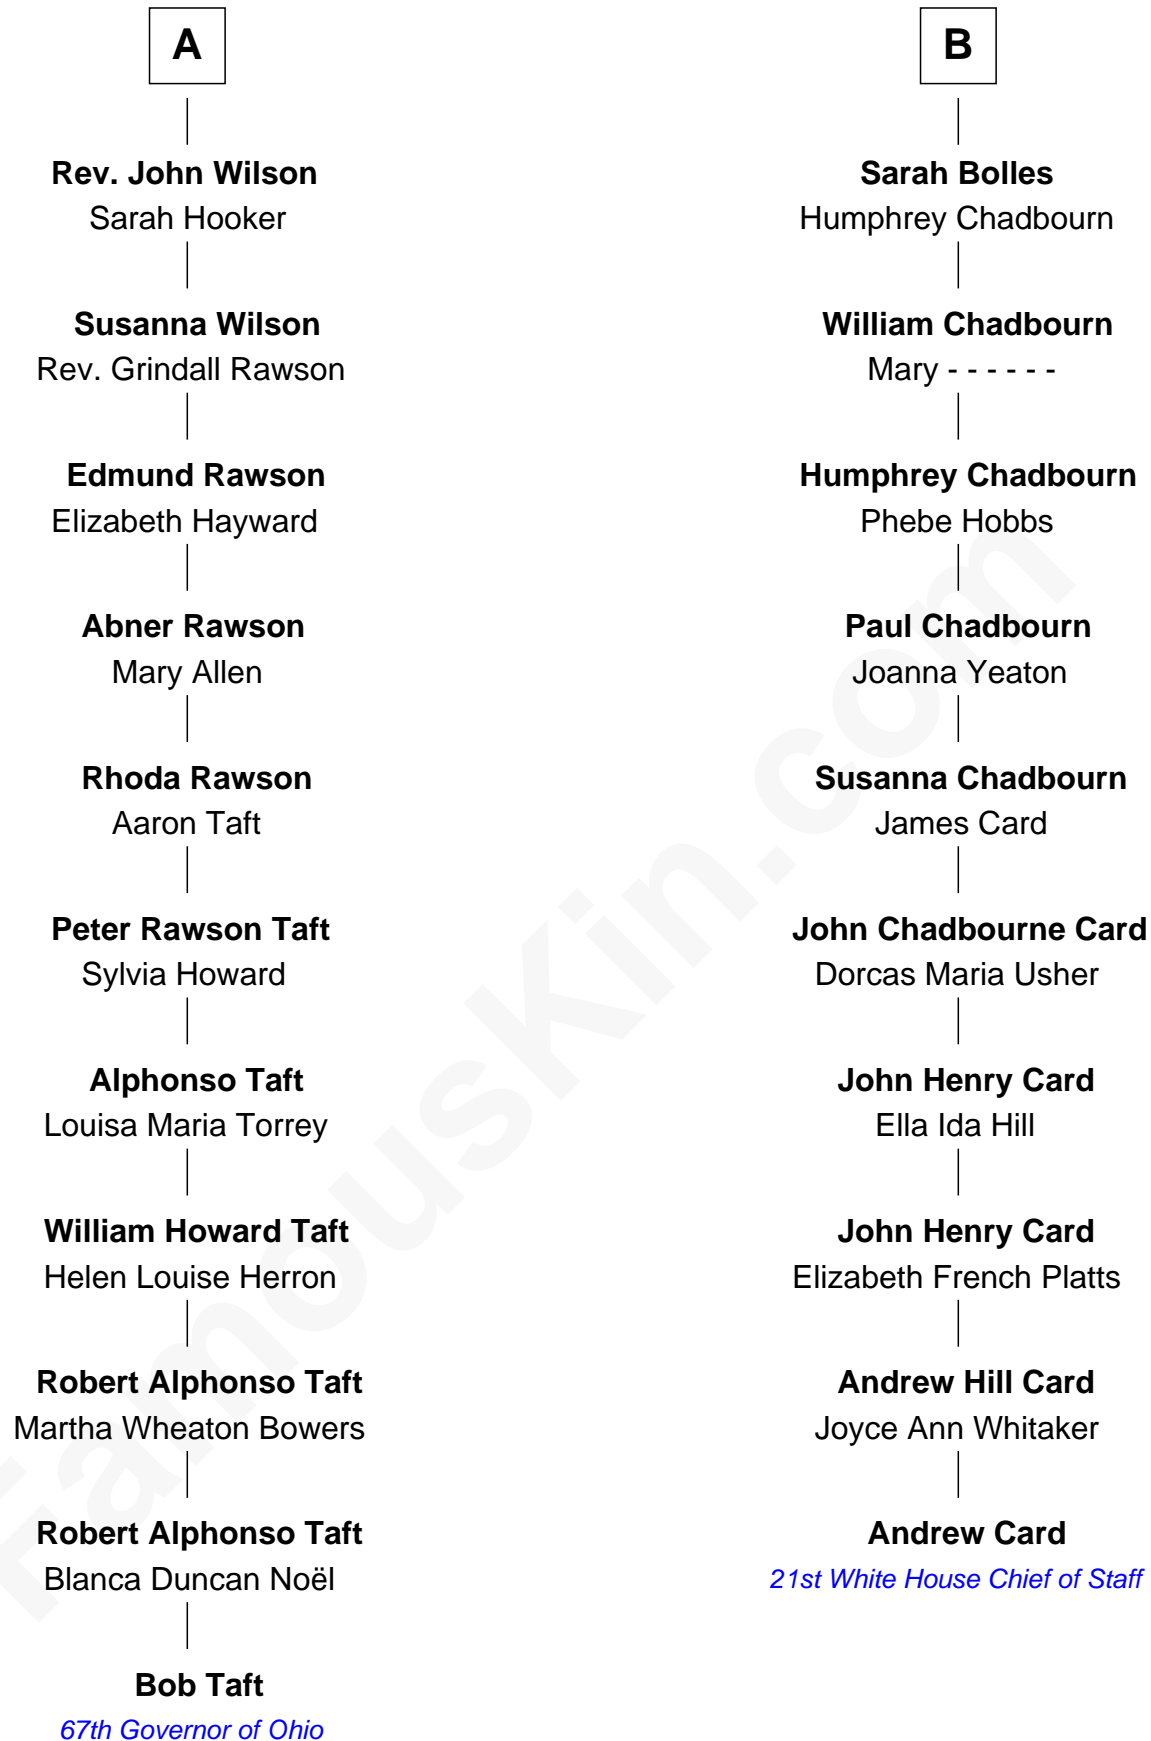 A
Rev. John Wilson
Sarah Hooker
Susanna Wilson
Rev. Grindall Rawson
Edmund Rawson
Elizabeth Hayward
Abner Rawson
Mary Allen
Rhoda Rawson
Aaron Taft
Peter Rawson Taft
Sylvia Howard
Alphonso Taft
Louisa Maria Torrey
William Howard Taft
Helen Louise Herron
Robert Alphonso Taft
Martha Wheaton Bowers
Robert Alphonso Taft
Blanca Duncan Noël
Bob Taft
67th Governor of Ohio
B
Sarah Bolles
Humphrey Chadbourn
William Chadbourn
Mary - - - - - -
Humphrey Chadbourn
Phebe Hobbs
Paul Chadbourn
Joanna Yeaton
Susanna Chadbourn
James Card
John Chadbourne Card
Dorcas Maria Usher
John Henry Card
Ella Ida Hill
John Henry Card
Elizabeth French Platts
Andrew Hill Card
Joyce Ann Whitaker
Andrew Card
21st White House Chief of Staff
FamousKin.com